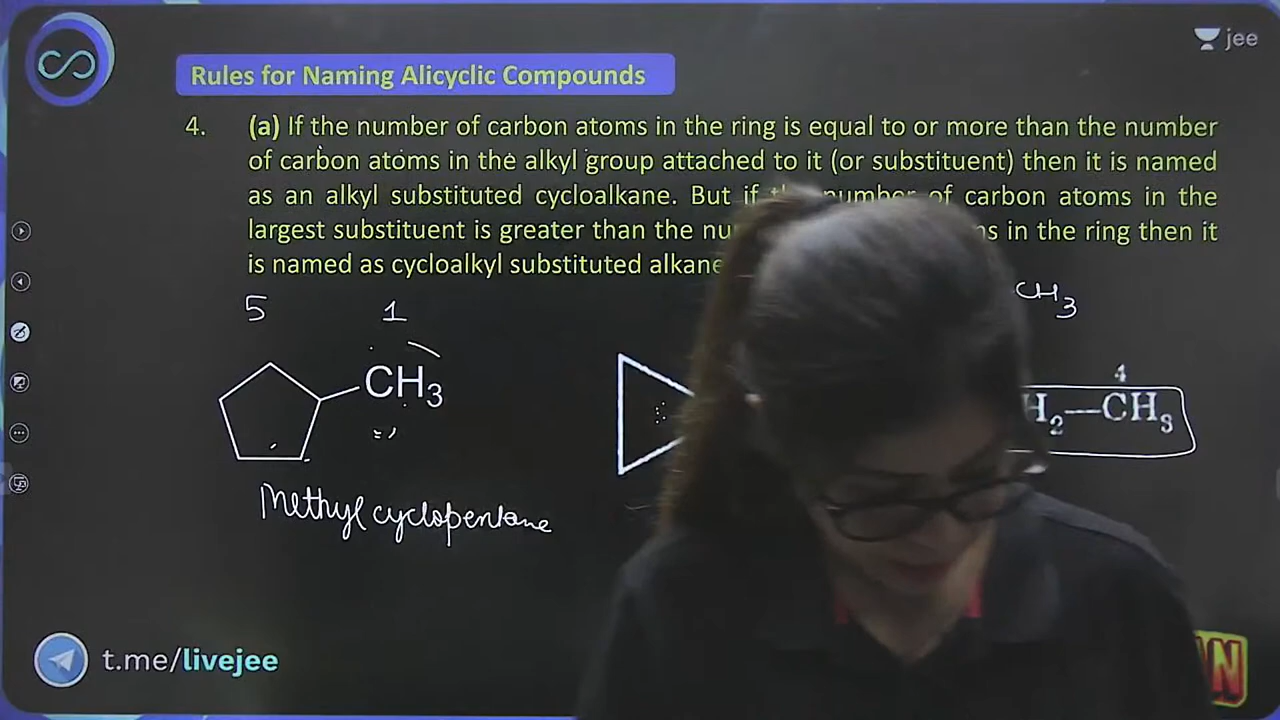 jee
Rules for Naming Alicyclic Compounds
4. (a) If the number of carbon atoms in the ring is equal to or more than the number
of carbon atoms in the alkyl group attached to it (or substituent) then it is named
as an alkyl substituted cycloalkane. But if number of carbon atoms in the
largest substituent is greater than the in the ring then it
is named as cycloalkyl substituted alkane
5 1 CH3
4
CH3 H2—CH3
Methyl cyclopentane
t.me/livejee